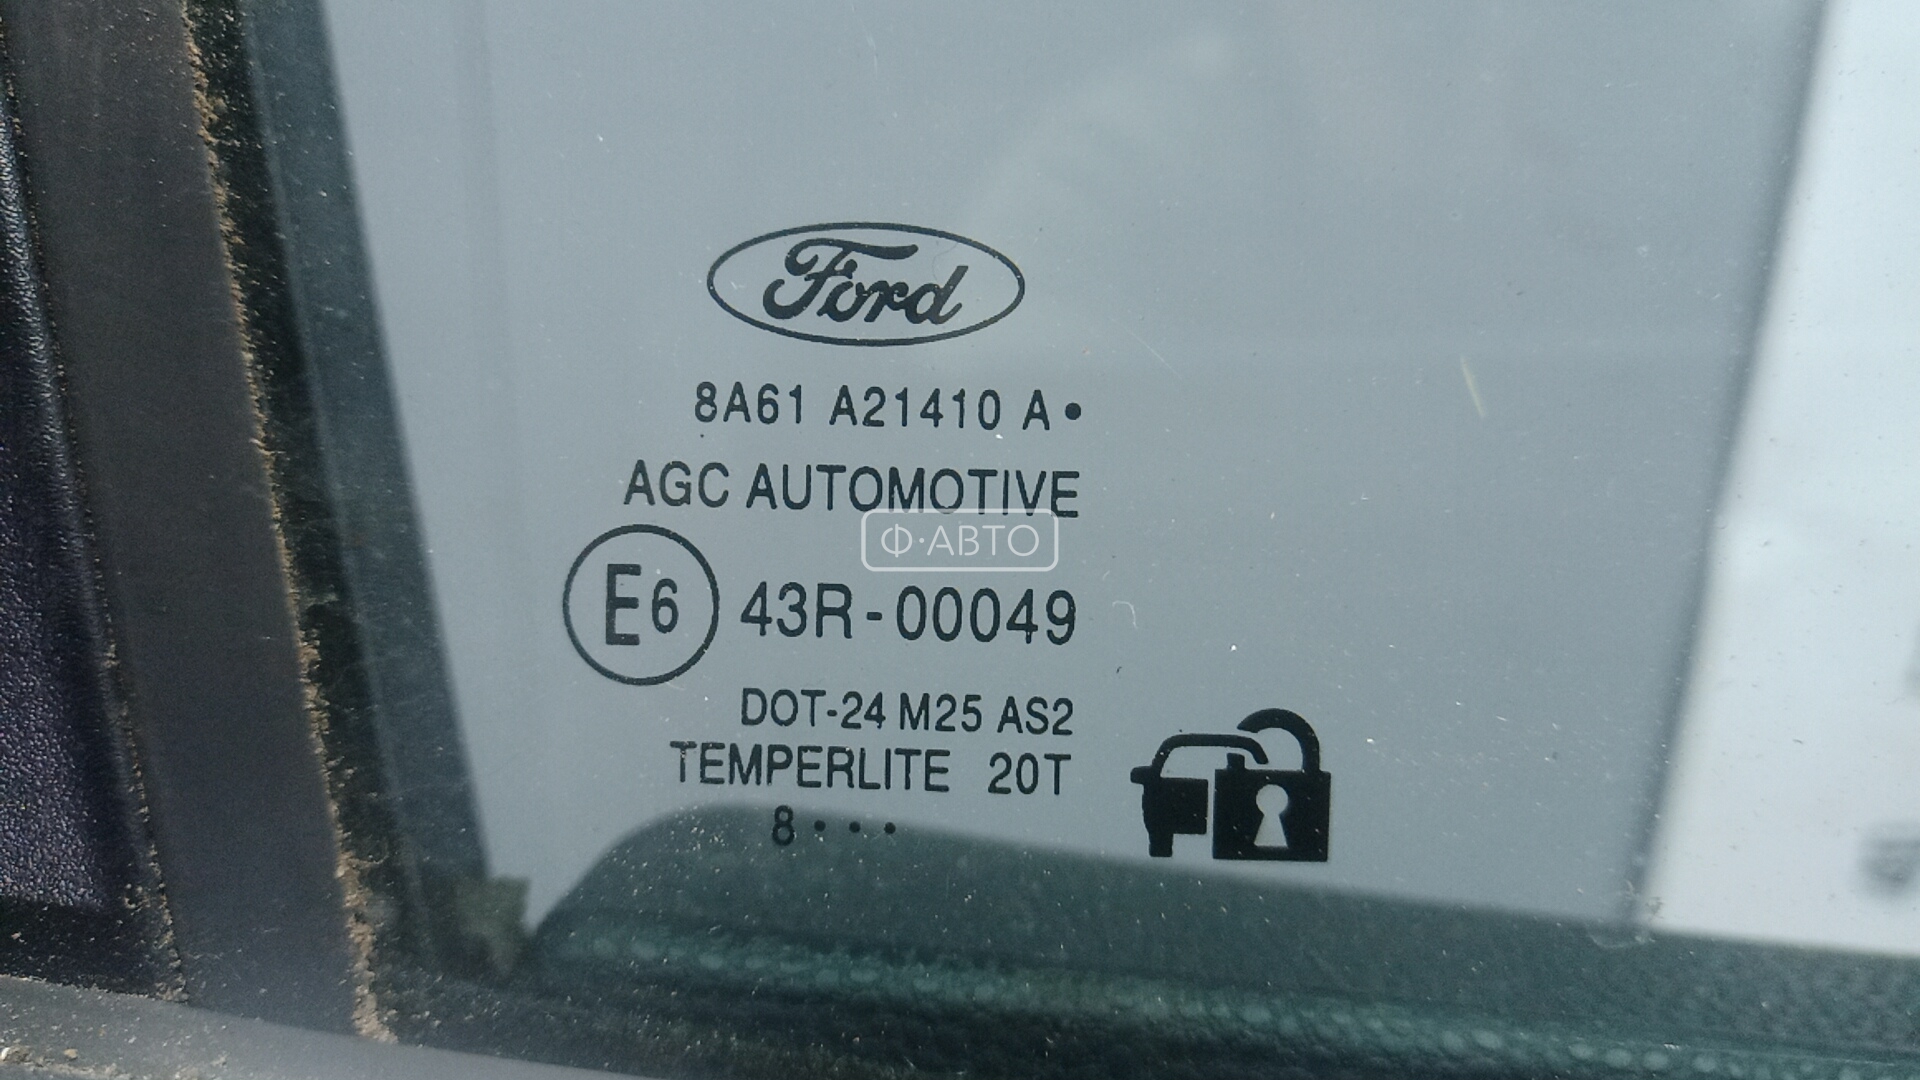 Ford
8A61 A21410 A•
AGC AUTOMOTIVE
Ф·АВТО
E6 43R-00049
DOT-24 M25 AS2
TEMPERLITE 20T
8•••